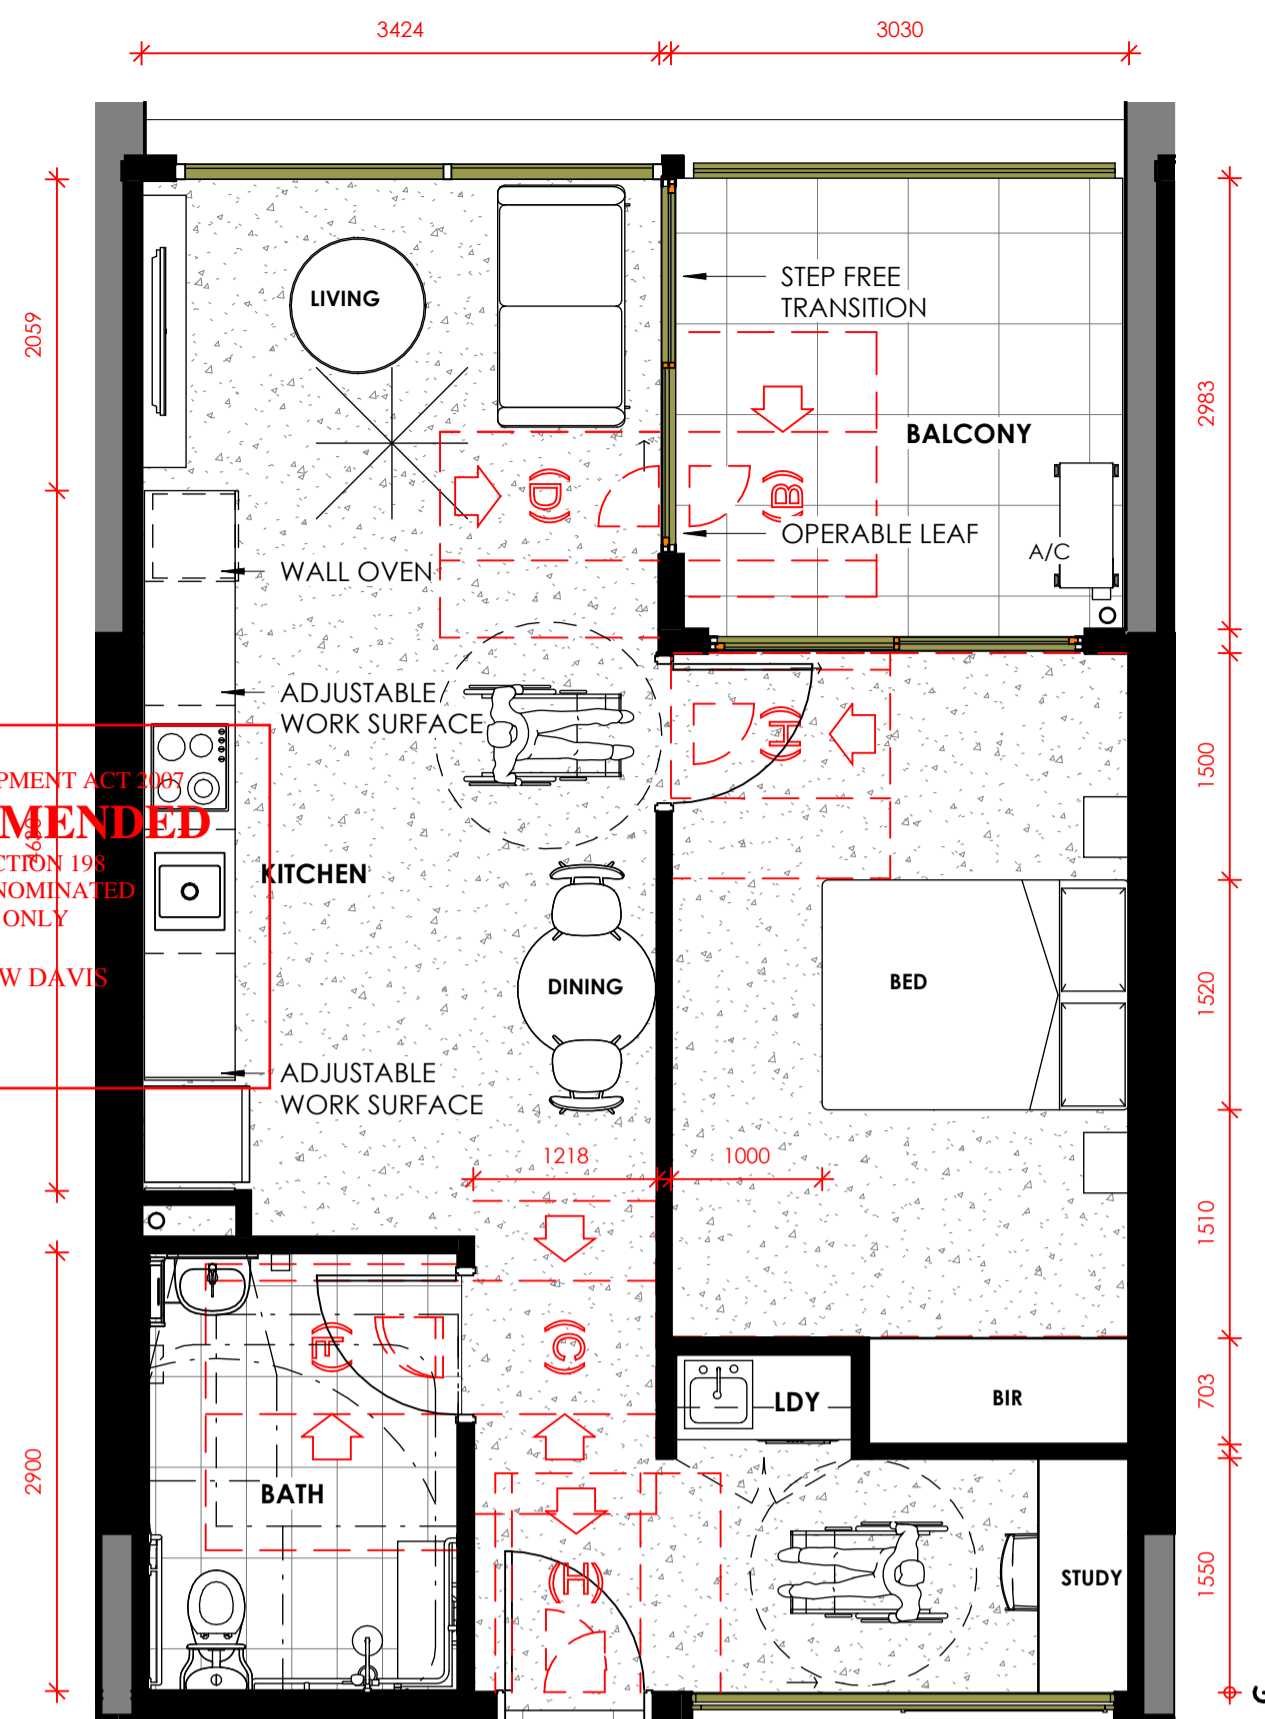 3424
3030
LIVING
STEP FREE
TRANSITION
2059
2983
BALCONY
(D)
(B)
OPERABLE LEAF
A/C
WALL OVEN
ADJUSTABLE
WORK SURFACE
(H)
1500
PMENT ACT 2007
MENDED
CTION 198
NOMINATED
ONLY
W DAVIS
KITCHEN
DINING
BED
1520
ADJUSTABLE
WORK SURFACE
1218
1000
1510
(C)
LDY
BIR
703
2900
BATH
(H)
STUDY
1550